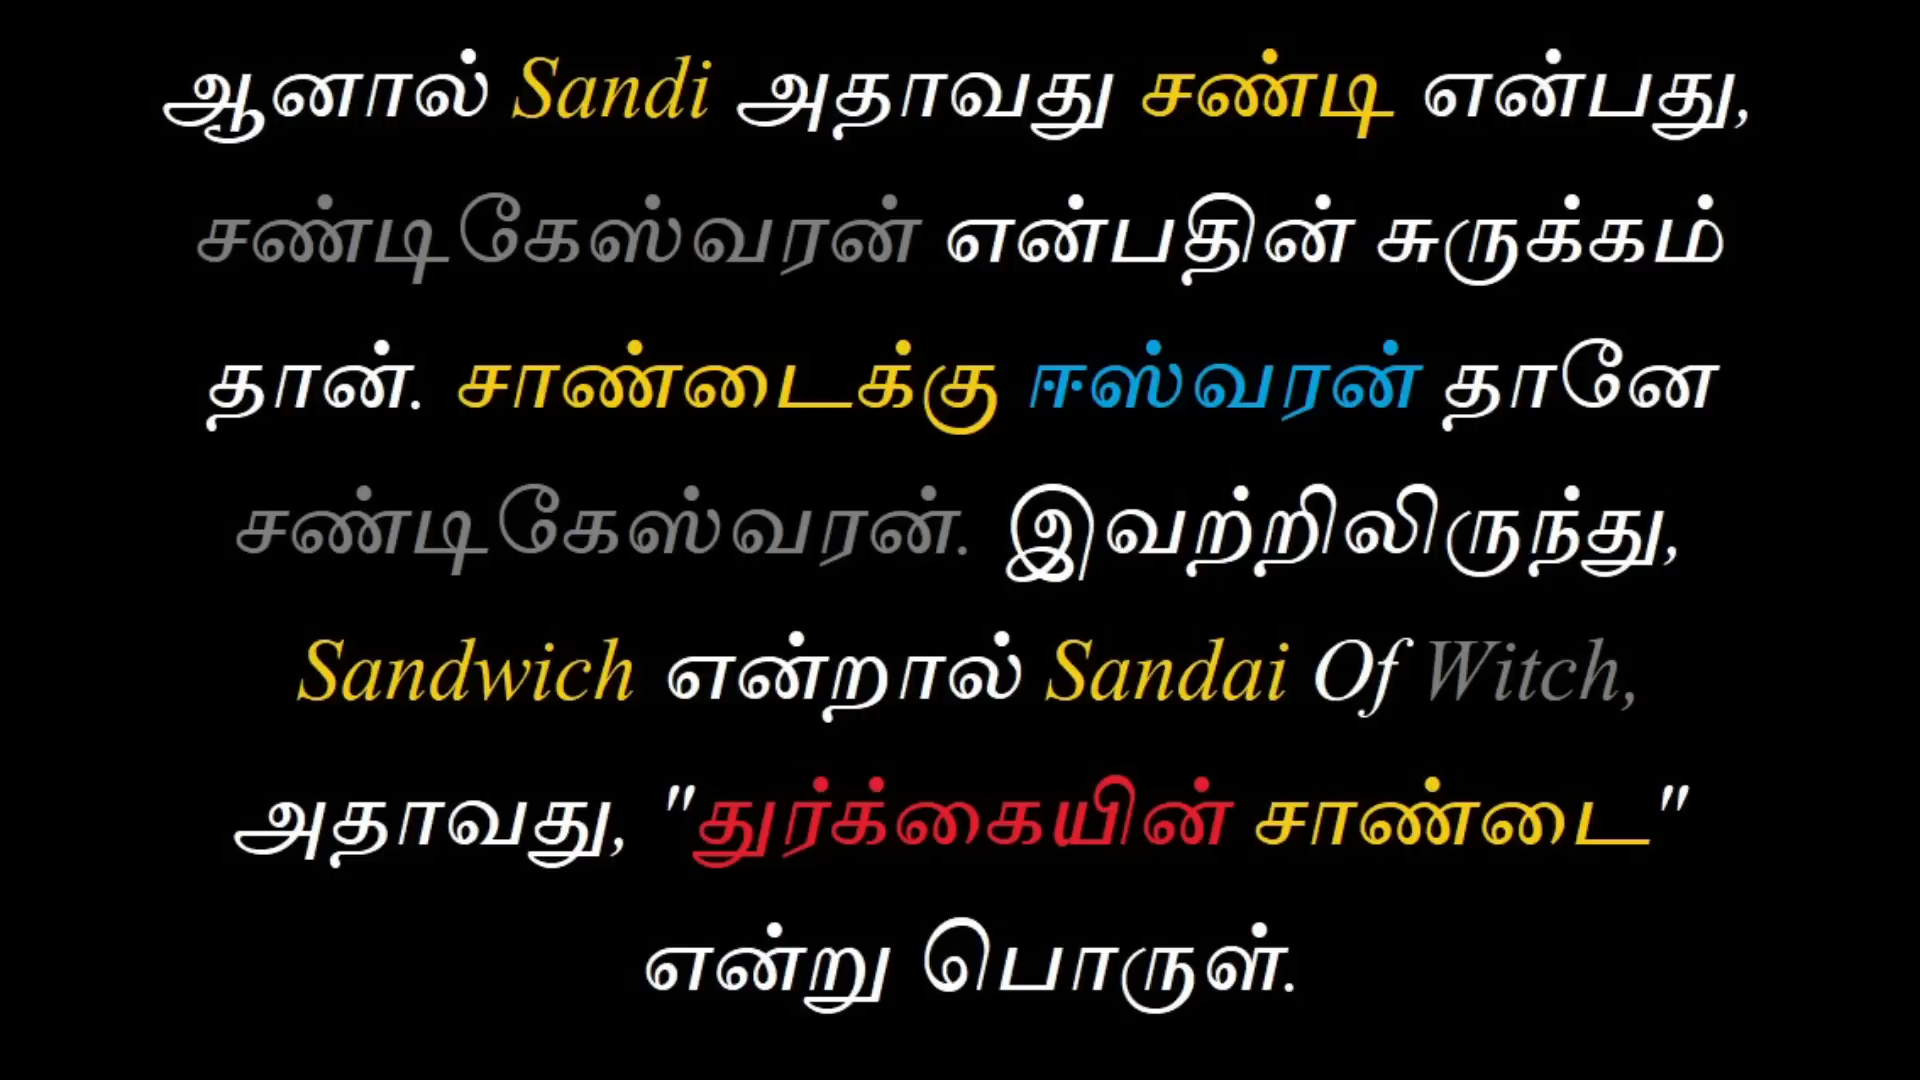 ஆனால் Sandi அதாவது சண்டி என்பது,
சண்டிகேஸ்வரன் என்பதின் சுருக்கம்
தான். சாண்டைக்கு ஈஸ்வரன் தானே
சண்டிகேஸ்வரன். இவற்றிலிருந்து,
Sandwich என்றால் Sandai Of Witch,
அதாவது, "துர்க்கையின் சாண்டை"
என்று பொருள்.